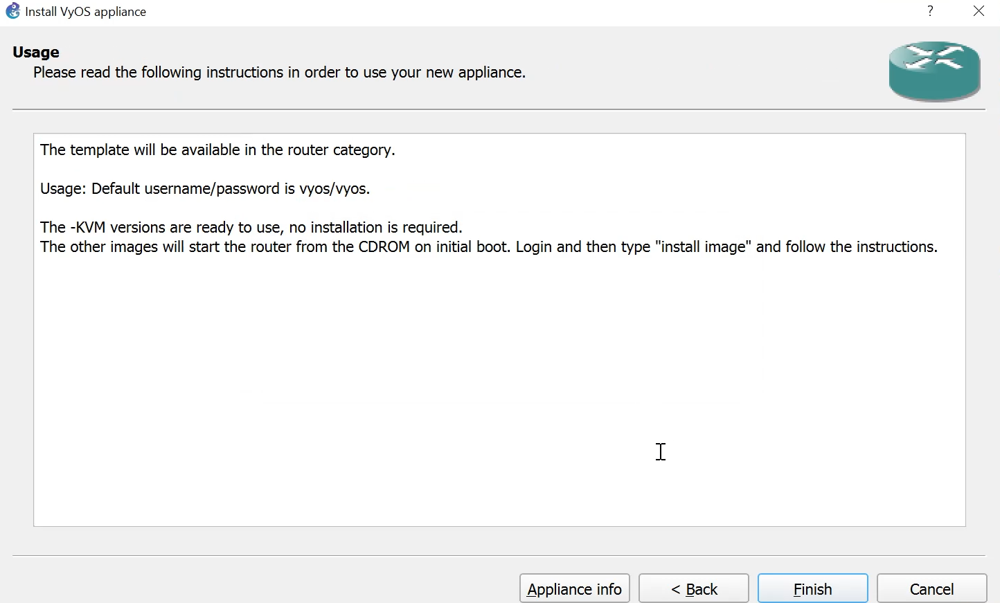 Install VyOS appliance
?
Usage
Please read the following instructions in order to use your new appliance.
The template will be available in the router category.
Usage: Default username/password is vyos/vyos.
The -KVM versions are ready to use, no installation is required.
The other images will start the router from the CDROM on initial boot. Login and then type "install image" and follow the instructions.
Appliance info
< Back
Finish
Cancel